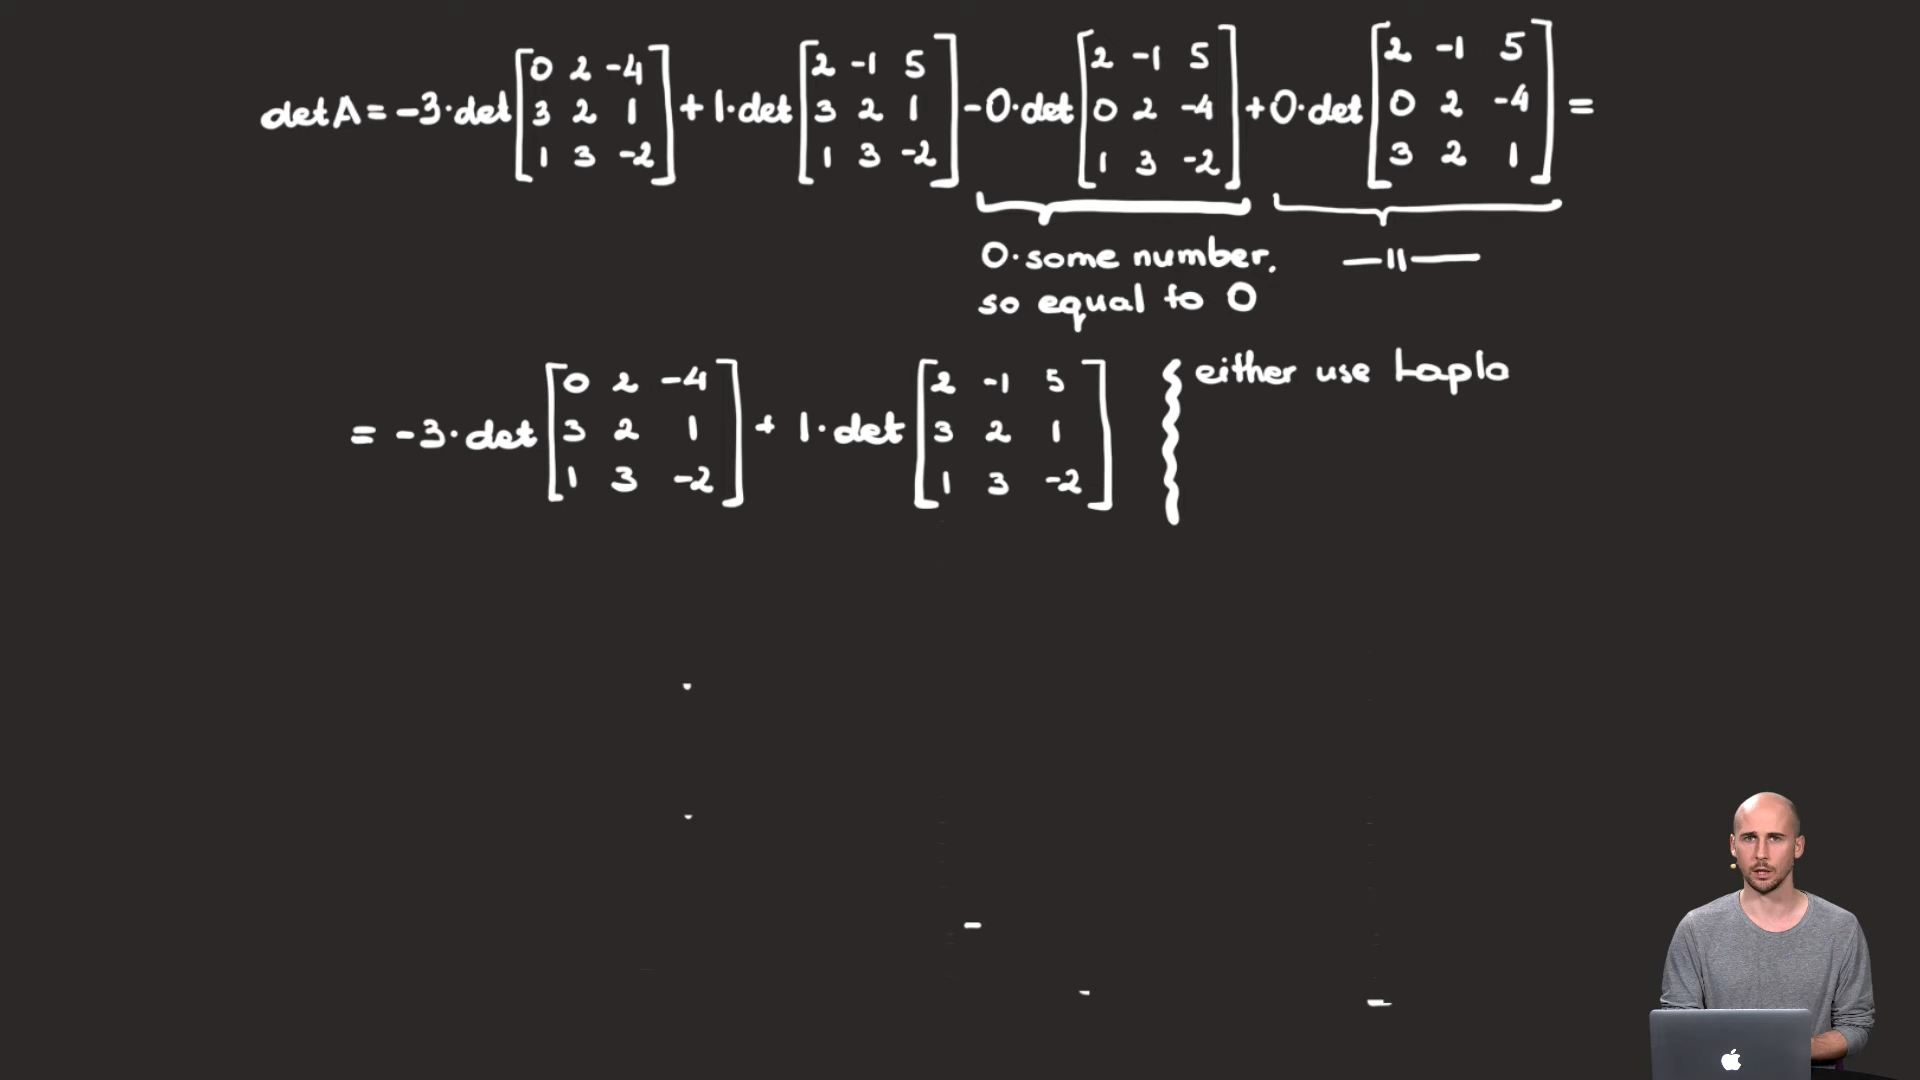 det A = -3·det [0 2 -4; 3 2 1; 1 3 -2] + 1·det [2 -1 5; 3 2 1; 1 3 -2] - 0·det [2 -1 5; 0 2 -4; 1 3 -2] + 0·det [2 -1 5; 0 2 -4; 3 2 1] =
0·some number, —〃—
so equal to 0
= -3·det [0 2 -4; 3 2 1; 1 3 -2] + 1·det [2 -1 5; 3 2 1; 1 3 -2]
either use Lapla